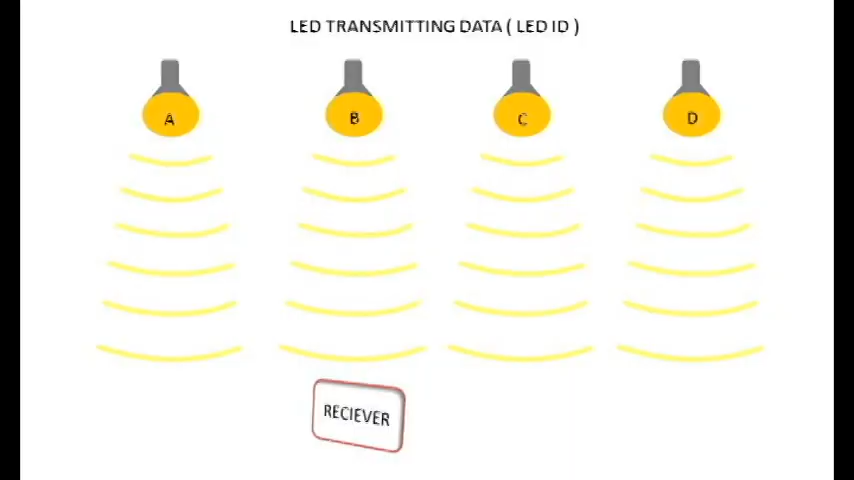 LED TRANSMITTING DATA ( LED ID )
A
B
C
D
RECIEVER